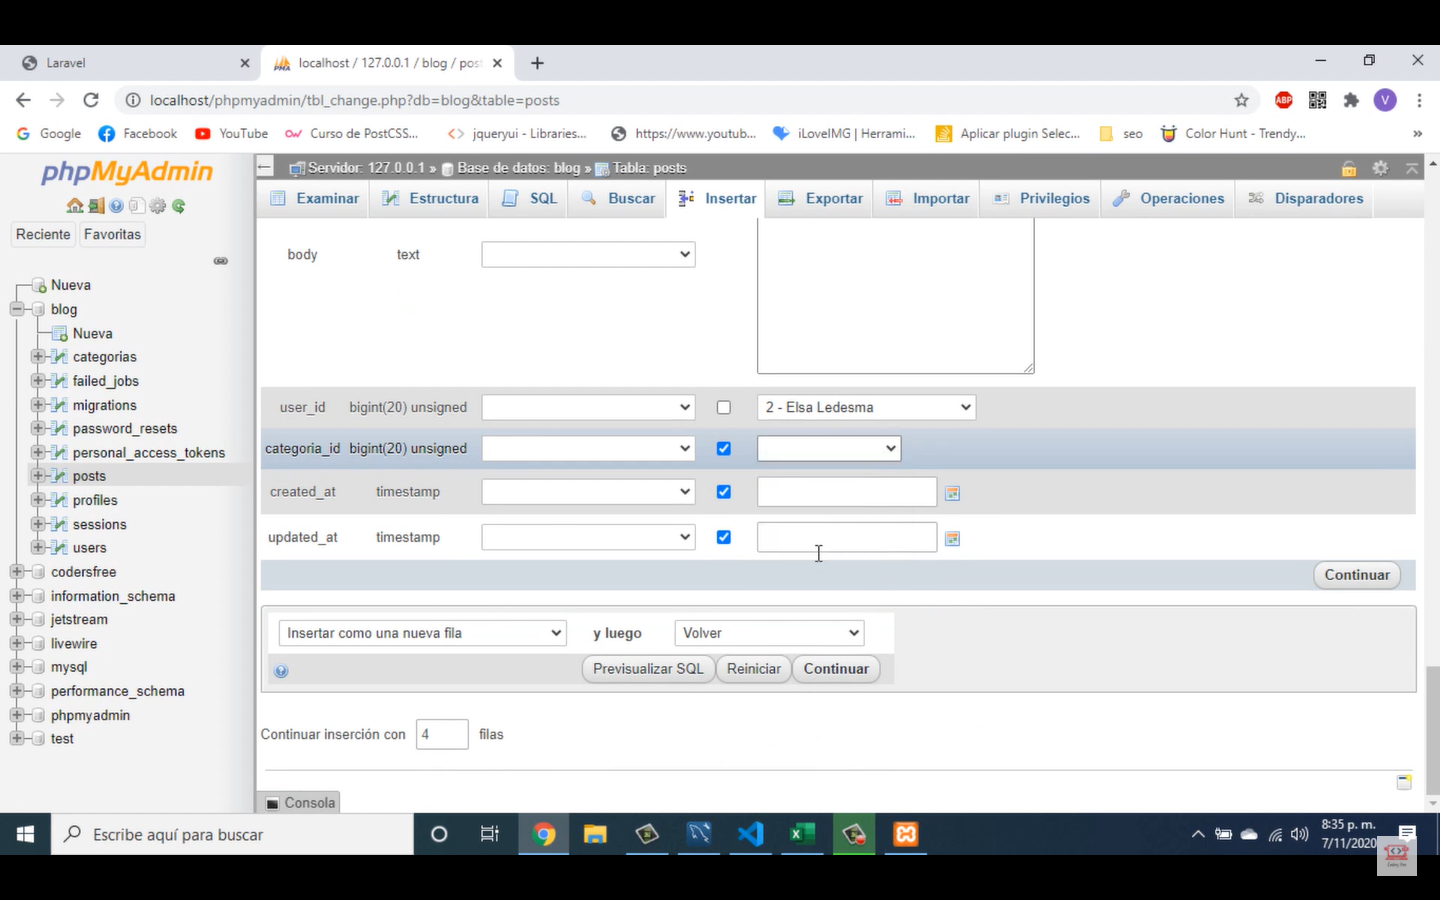 Laravel
localhost / 127.0.0.1 / blog / pos
localhost/phpmyadmin/tbl_change.php?db=blog&table=posts
ABP
V
Google
Facebook
YouTube
Curso de PostCSS...
jqueryui - Libraries...
https://www.youtub...
iLoveIMG | Herrami...
Aplicar plugin Selec...
seo
Color Hunt - Trendy...
»
phpMyAdmin
Reciente
Favoritas
Nueva
blog
Nueva
categorias
failed_jobs
migrations
password_resets
personal_access_tokens
posts
profiles
sessions
users
codersfree
information_schema
jetstream
livewire
mysql
performance_schema
phpmyadmin
test
Servidor: 127.0.0.1 » Base de datos: blog » Tabla: posts
Examinar
Estructura
SQL
Buscar
Insertar
Exportar
Importar
Privilegios
Operaciones
Disparadores
body text
user_id bigint(20) unsigned 2 - Elsa Ledesma
categoria_id bigint(20) unsigned
created_at timestamp
updated_at timestamp
Continuar
Insertar como una nueva fila y luego Volver
Previsualizar SQL Reiniciar Continuar
Continuar inserción con 4 filas
Consola
Escribe aquí para buscar
8:35 p. m.
7/11/2020